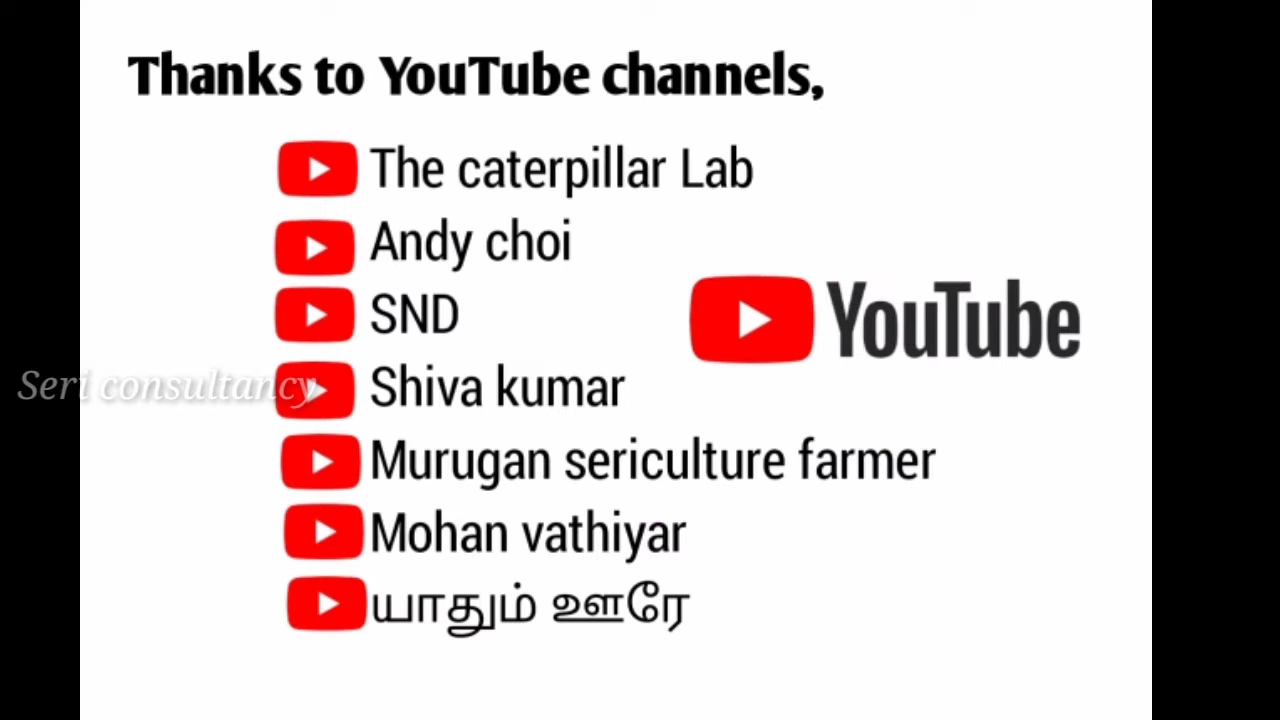 Thanks to YouTube channels,
The caterpillar Lab
Andy choi
SND
YouTube
Seri consultancy
Shiva kumar
Murugan sericulture farmer
Mohan vathiyar
யாதும் ஊரே